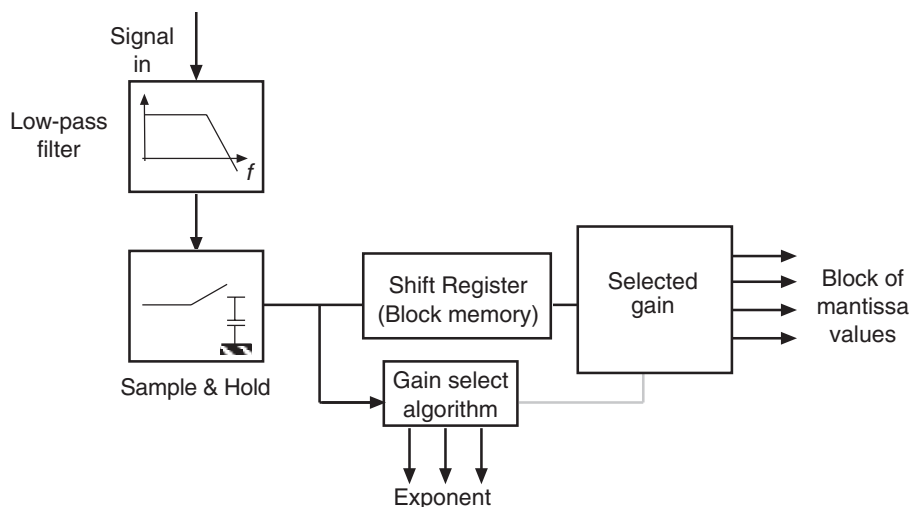 Signal
in
Low-pass
filter
f
Sample & Hold
Shift Register
(Block memory)
Gain select
algorithm
Exponent
Selected
gain
Block of
mantissa
values